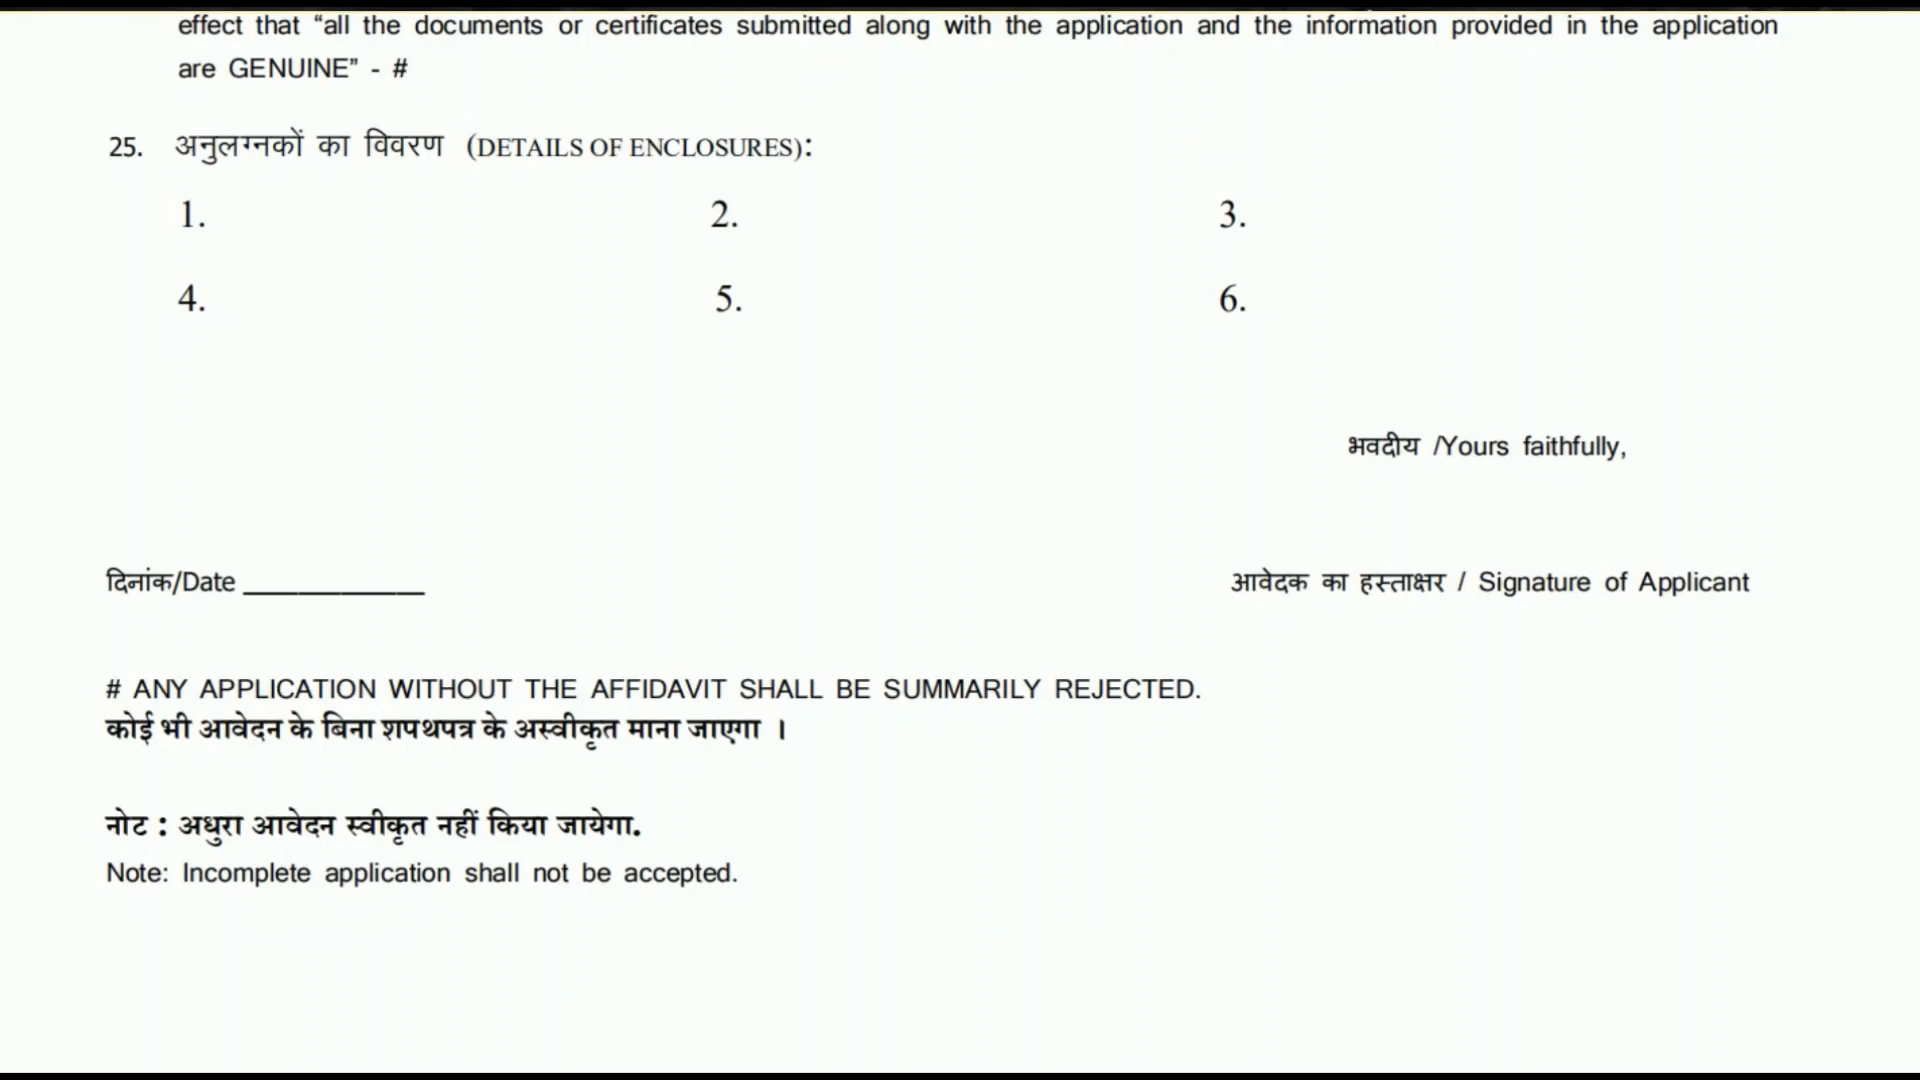 effect that “all the documents or certificates submitted along with the application and the information provided in the application
are GENUINE” - #
25. अनुलग्नकों का विवरण (DETAILS OF ENCLOSURES):
1. 2. 3.
4. 5. 6.
भवदीय /Yours faithfully,
दिनांक/Date _____________ आवेदक का हस्ताक्षर / Signature of Applicant
# ANY APPLICATION WITHOUT THE AFFIDAVIT SHALL BE SUMMARILY REJECTED.
कोई भी आवेदन के बिना शपथपत्र के अस्वीकृत माना जाएगा ।
नोट : अधुरा आवेदन स्वीकृत नहीं किया जायेगा.
Note: Incomplete application shall not be accepted.